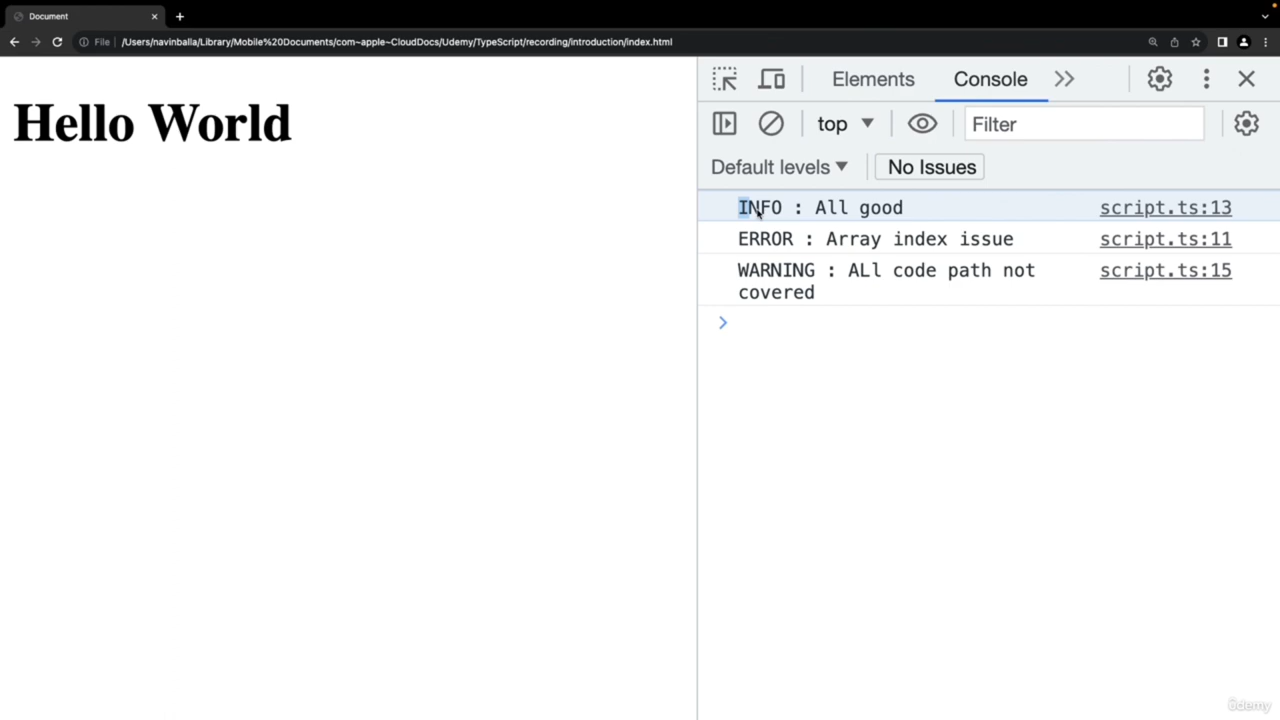 Document
File
/Users/navinballa/Library/Mobile%20Documents/com~apple~CloudDocs/Udemy/TypeScript/recording/introduction/index.html
Hello World
Elements Console
top Filter
Default levels No Issues
INFO : All good script.ts:13
ERROR : Array index issue script.ts:11
WARNING : ALl code path not script.ts:15
covered
ûdemy